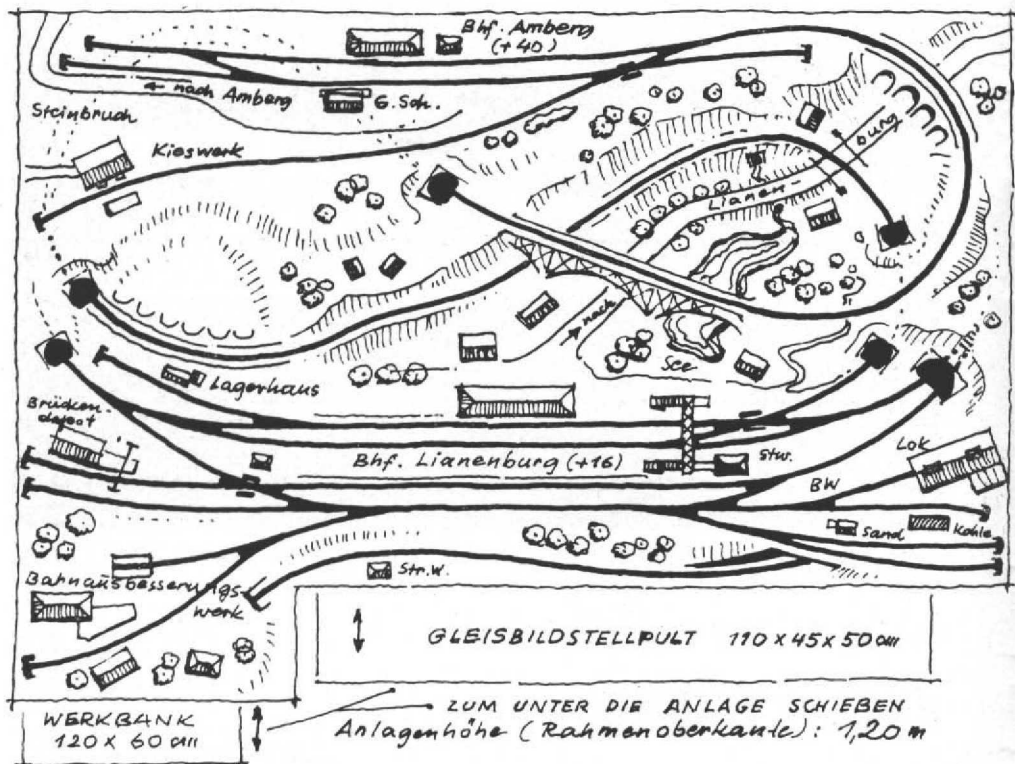 Bhf. Amberg
(+40)
← nach Amberg
G. Sch.
Steinbruch
Kieswerk
Lianen
burg
→ nach
See
Lagerhaus
Brücken
Bhf. Lianenburg (+16)
Stw.
Lok
BW
Sand
Kohle
Str.W.
Bahnausbesserungs
werk
GLEISBILDSTELLPULT 110 x 45 x 50 cm
ZUM UNTER DIE ANLAGE SCHIEBEN
WERKBANK
120 x 60 cm
Anlagenhöhe (Rahmenoberkante): 1,20 m